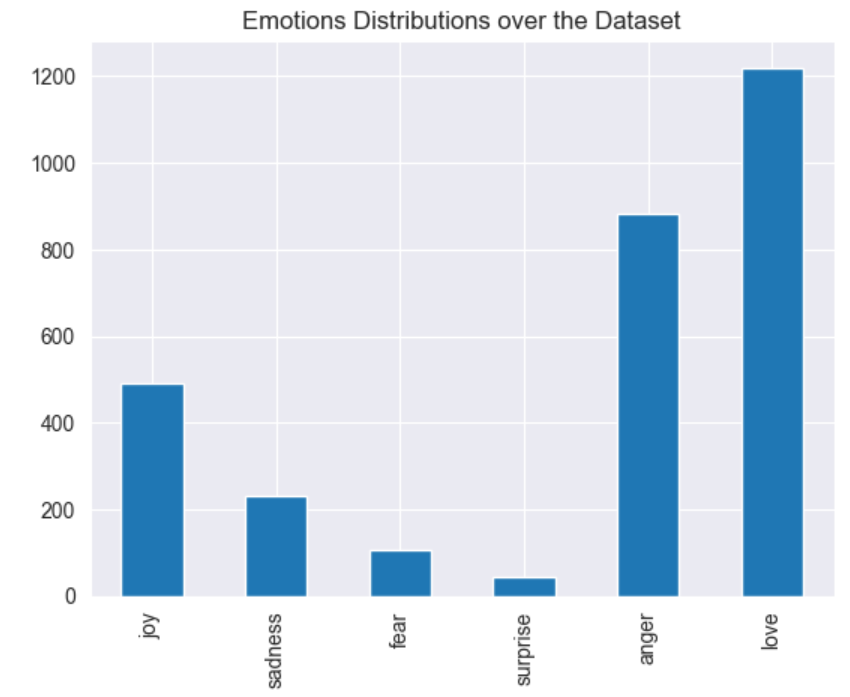 Emotions Distributions over the Dataset
1200
1000
800
600
400
200
0
joy
sadness
fear
surprise
anger
love